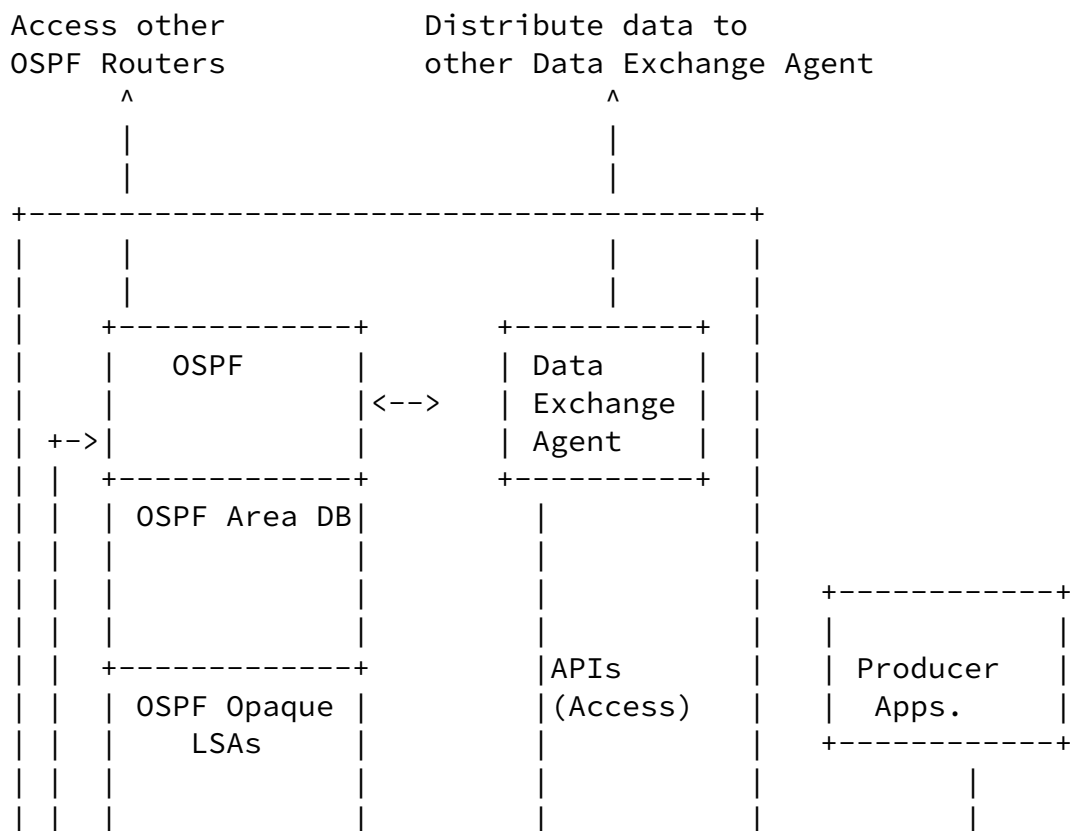 Access other Distribute data to
OSPF Routers other Data Exchange Agent
OSPF Data
Exchange
Agent
OSPF Area DB
APIs Producer
OSPF Opaque (Access) Apps.
LSAs